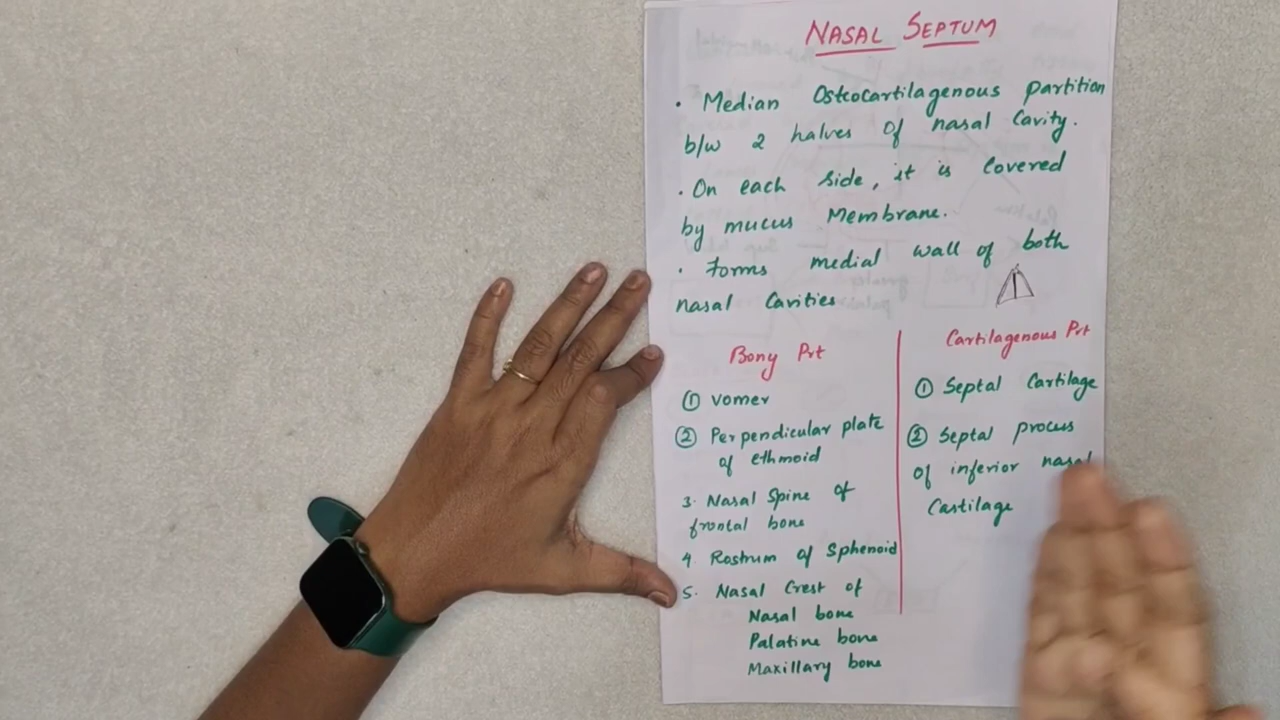 NASAL SEPTUM
· Median Osteocartilagenous partition
b/w 2 halves of nasal Cavity.
· On each side, it is Covered
by mucus Membrane.
· Forms medial wall of both
nasal Cavities
Bony Prt
① Vomer
② Perpendicular plate
of ethmoid
3. Nasal Spine of
frontal bone
4. Rostrum of Sphenoid
5. Nasal Crest of
Nasal bone
Palatine bone
Maxillary bone
Cartilagenous Prt
① Septal Cartilage
② Septal process
of inferior nasal
Cartilage